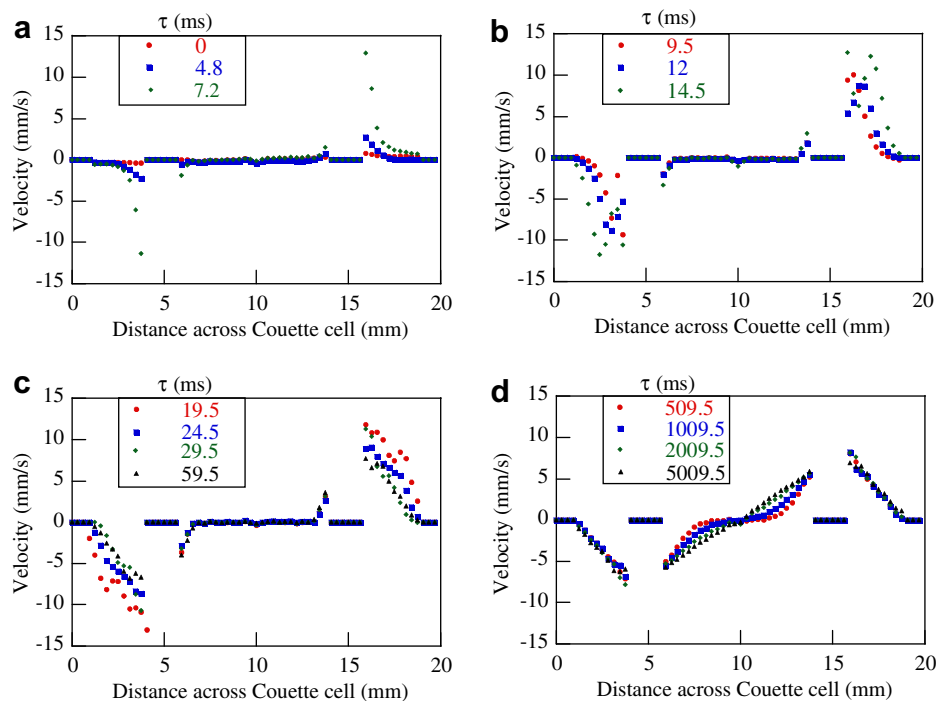 a
τ (ms)
0
4.8
7.2
15
10
5
0
-5
-10
-15
Velocity (mm/s)
0 5 10 15 20
Distance across Couette cell (mm)
b
τ (ms)
9.5
12
14.5
15
10
5
0
-5
-10
-15
Velocity (mm/s)
0 5 10 15 20
Distance across Couette cell (mm)
c
τ (ms)
19.5
24.5
29.5
59.5
15
10
5
0
-5
-10
-15
Velocity (mm/s)
0 5 10 15 20
Distance across Couette cell (mm)
d
τ (ms)
509.5
1009.5
2009.5
5009.5
15
10
5
0
-5
-10
-15
Velocity (mm/s)
0 5 10 15 20
Distance across Couette cell (mm)